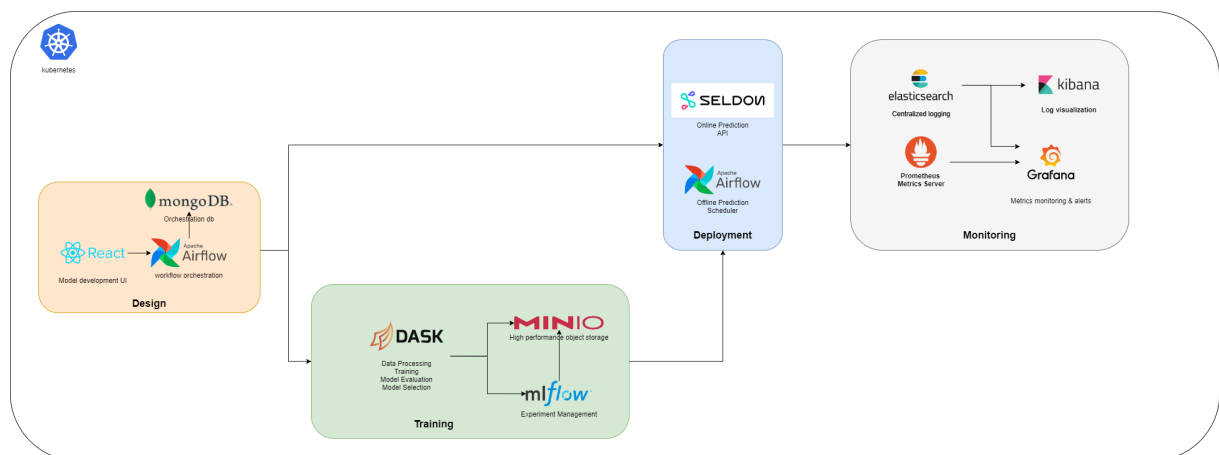 kubernetes
mongoDB.
Orchestration db
React
Apache
Airflow
Model development UI
workflow orchestration
Design
DASK
Data Processing
Training
Model Evaluation
Model Selection
MINIO
High performance object storage
mlflow
Experiment Management
Training
SELDON
Online Prediction
API
Apache
Airflow
Offline Prediction
Scheduler
Deployment
elasticsearch
Centralized logging
kibana
Log visualization
Prometheus
Metrics Server
Grafana
Metrics monitoring & alerts
Monitoring